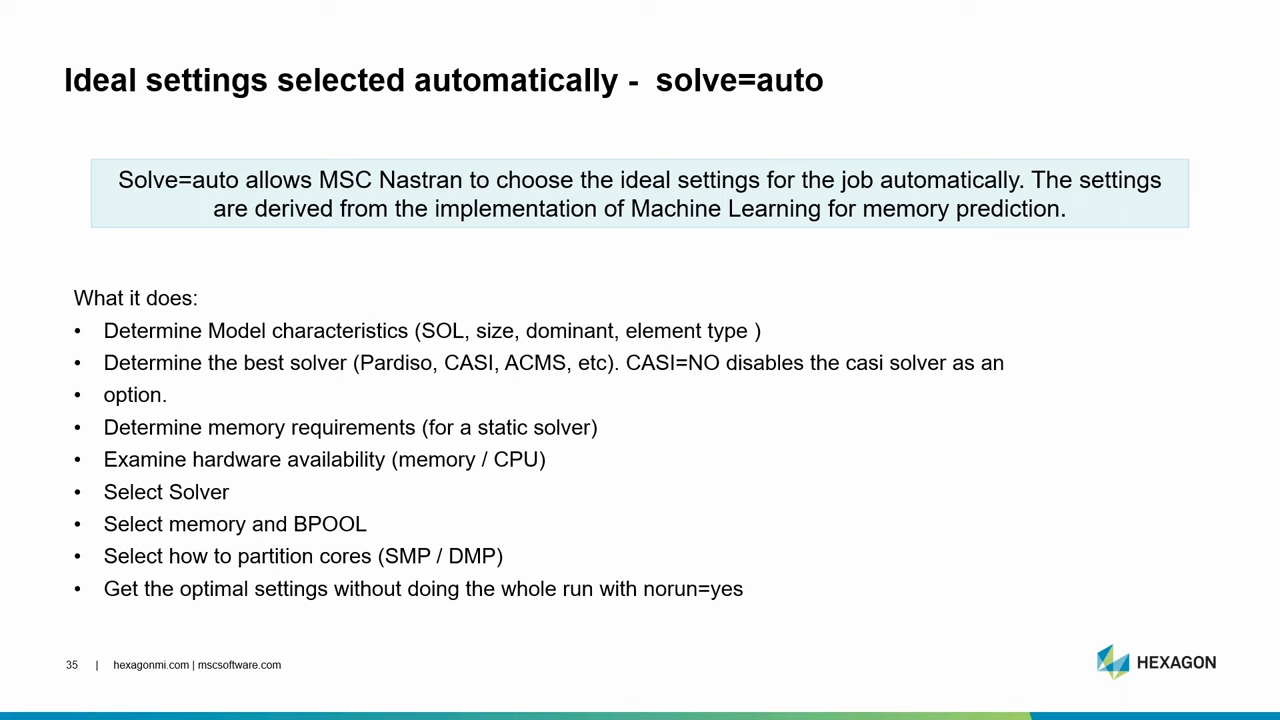 Ideal settings selected automatically -  solve=auto
Solve=auto allows MSC Nastran to choose the ideal settings for the job automatically. The settings
are derived from the implementation of Machine Learning for memory prediction.
What it does:
• Determine Model characteristics (SOL, size, dominant, element type )
• Determine the best solver (Pardiso, CASI, ACMS, etc). CASI=NO disables the casi solver as an
• option.
• Determine memory requirements (for a static solver)
• Examine hardware availability (memory / CPU)
• Select Solver
• Select memory and BPOOL
• Select how to partition cores (SMP / DMP)
• Get the optimal settings without doing the whole run with norun=yes
35 | hexagonmi.com | mscsoftware.com
HEXAGON